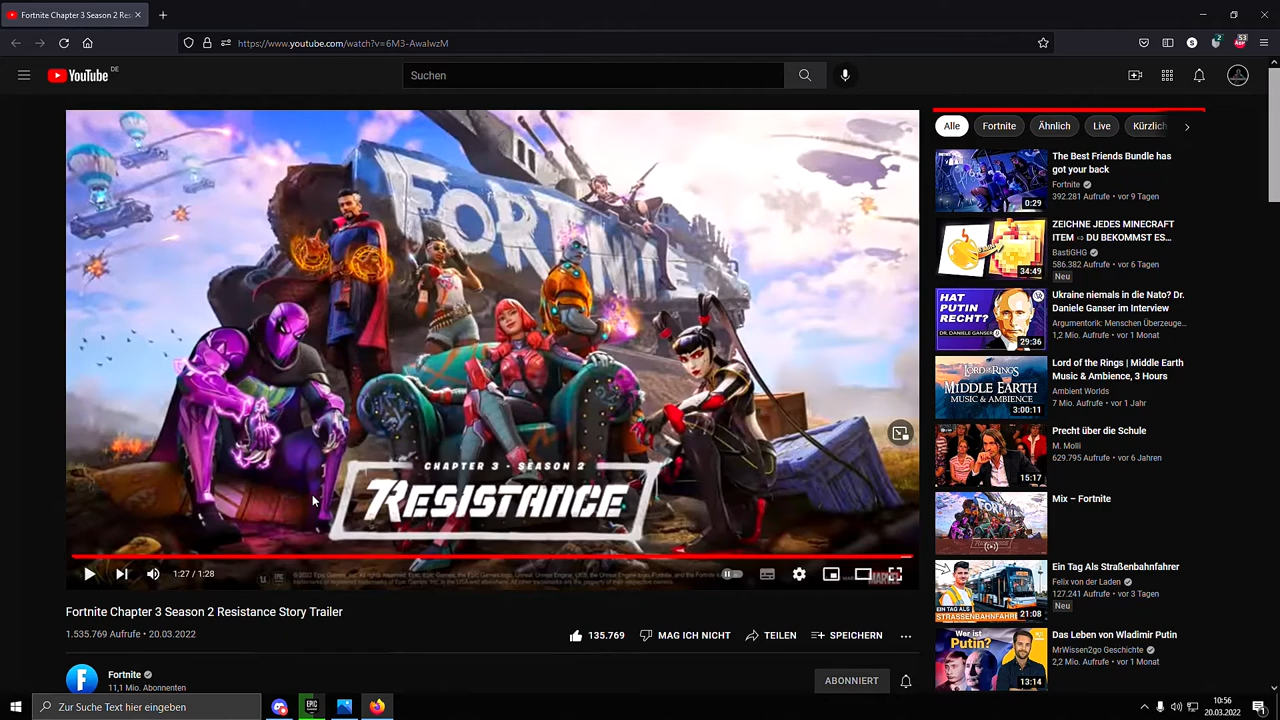 Fortnite Chapter 3 Season 2 Res
https://www.youtube.com/watch?v=6M3-AwaIwzM
2
53
YouTube DE
Suchen
FORTNITE
CHAPTER 3 - SEASON 2
RESISTANCE
1:27 / 1:28
Fortnite Chapter 3 Season 2 Resistance Story Trailer
1.535.769 Aufrufe • 20.03.2022
135.769
MAG ICH NICHT
TEILEN
SPEICHERN
Fortnite
11,1 Mio. Abonnenten
ABONNIERT
Alle
Fortnite
Ähnlich
Live
Kürzlich
0:29
The Best Friends Bundle has
got your back
Fortnite
392.281 Aufrufe • vor 9 Tagen
34:49
ZEICHNE JEDES MINECRAFT
ITEM ⇨ DU BEKOMMST ES...
BastiGHG
586.382 Aufrufe • vor 6 Tagen
Neu
HAT
PUTIN
RECHT?
DR. DANIELE GANSER
29:36
Ukraine niemals in die Nato? Dr.
Daniele Ganser im Interview
Argumentorik: Menschen Überzeuge...
1,2 Mio. Aufrufe • vor 1 Monat
LORD OF THE RINGS
MIDDLE EARTH
MUSIC & AMBIENCE
3:00:11
Lord of the Rings | Middle Earth
Music & Ambience, 3 Hours
Ambient Worlds
7 Mio. Aufrufe • vor 1 Jahr
15:17
Precht über die Schule
M. Molli
629.795 Aufrufe • vor 6 Jahren
Mix – Fortnite
EIN TAG ALS
STRASSENBAHNFAHRER
21:08
Ein Tag Als Straßenbahnfahrer
Felix von der Laden
127.241 Aufrufe • vor 3 Tagen
Neu
Wer ist
Putin?
13:14
Das Leben von Wladimir Putin
MrWissen2go Geschichte
2,2 Mio. Aufrufe • vor 1 Monat
Zur Suche Text hier eingeben
EPIC
10:56
20.03.2022
1